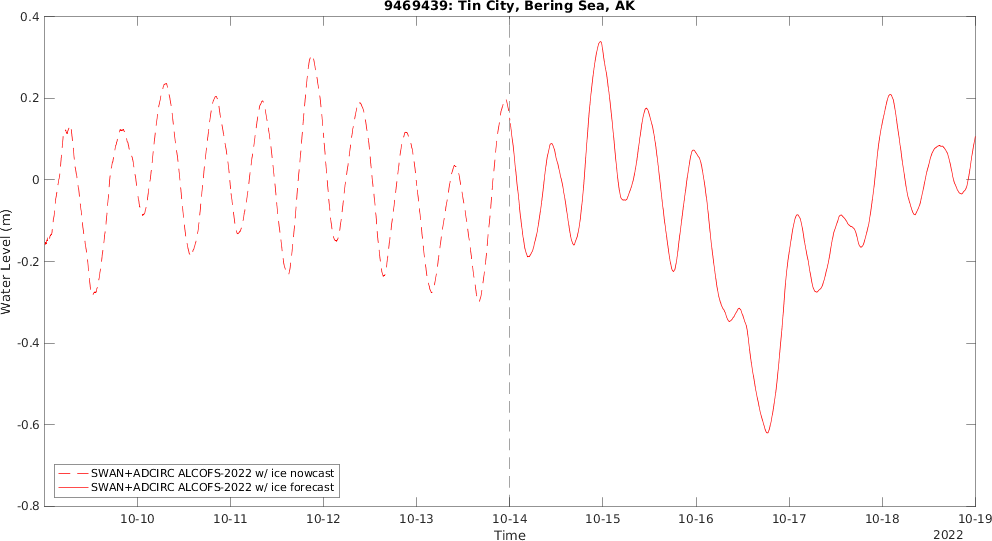 9469439: Tin City, Bering Sea, AK
0.4
0.2
0
-0.2
-0.4
-0.6
-0.8
Water Level (m)
SWAN+ADCIRC ALCOFS-2022 w/ ice nowcast
SWAN+ADCIRC ALCOFS-2022 w/ ice forecast
10-10 10-11 10-12 10-13 10-14 10-15 10-16 10-17 10-18 10-19
Time
2022